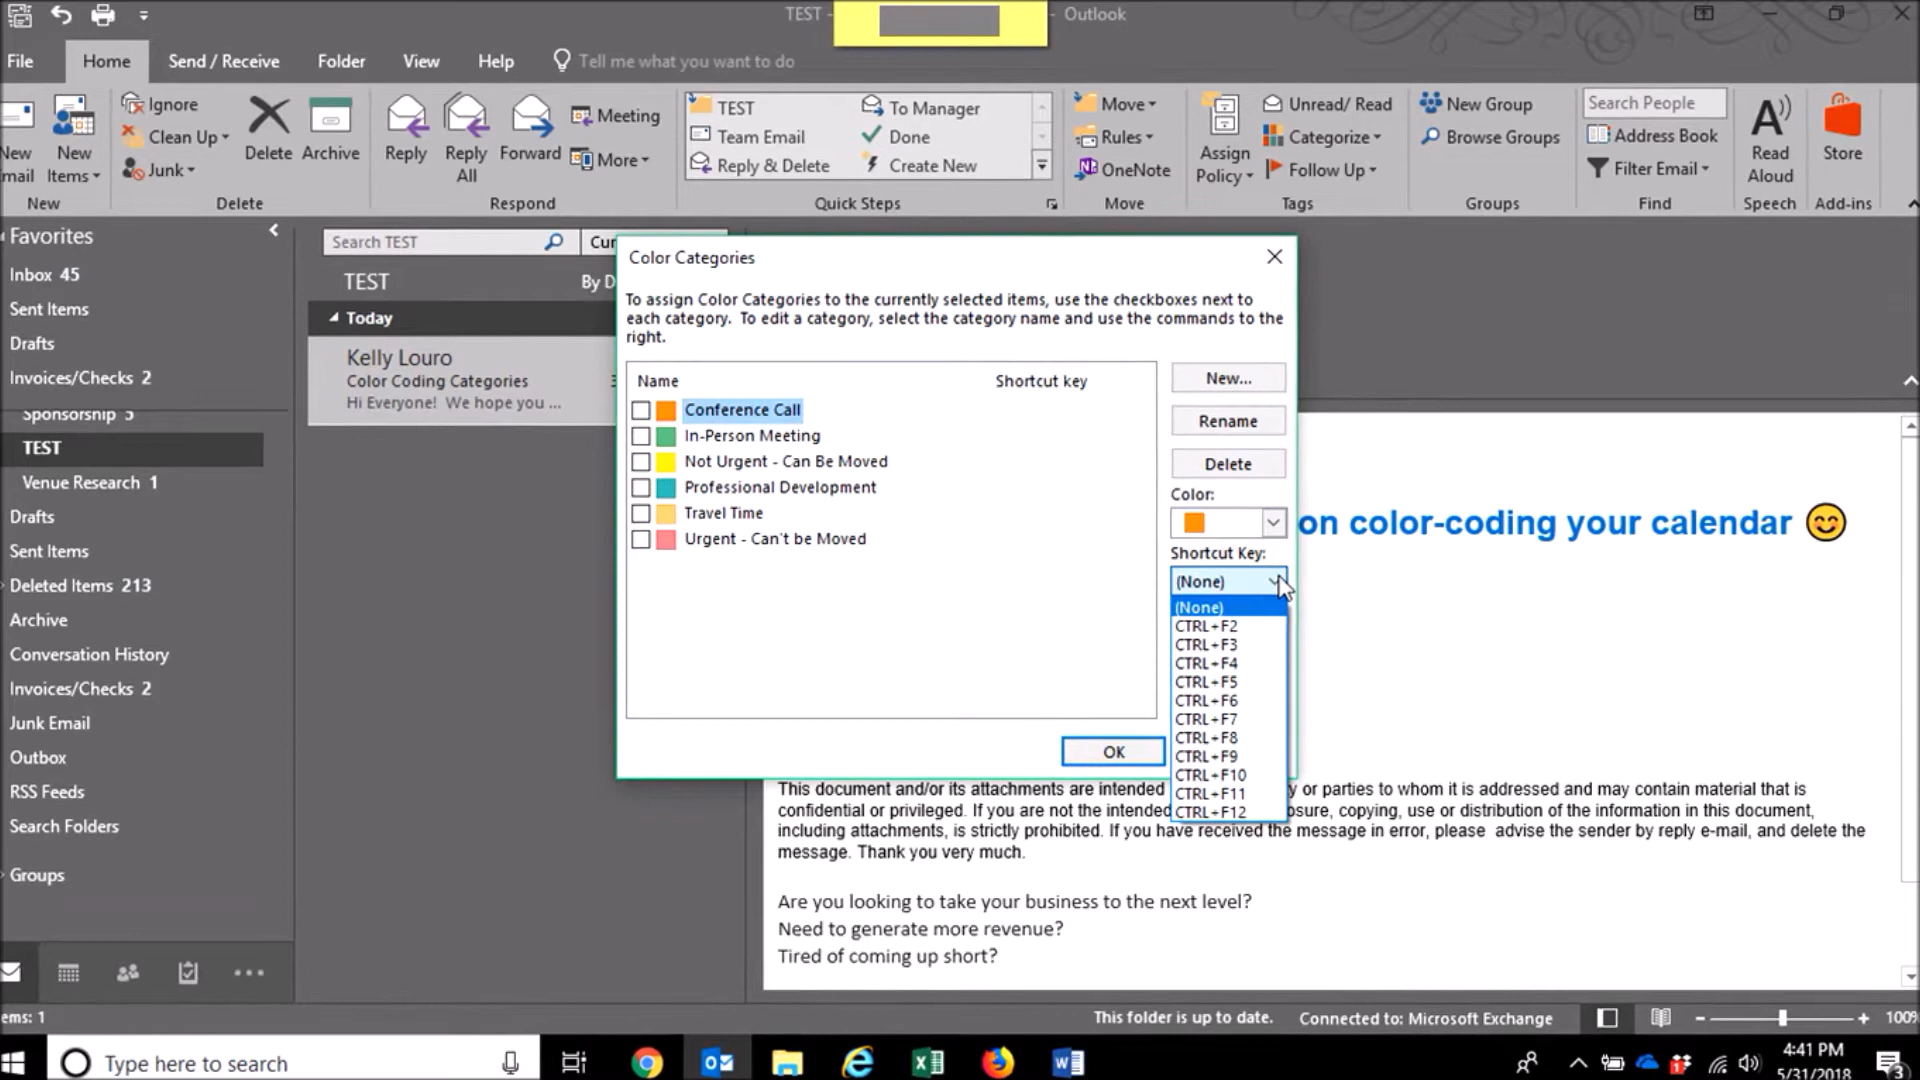 TEST -
- Outlook
File
Home
Send / Receive
Folder
View
Help
Tell me what you want to do
New
mail
New
Items
New
Ignore
Clean Up
Junk
Delete
Archive
Delete
Reply
Reply
All
Forward
Meeting
More
Respond
TEST
Team Email
Reply & Delete
To Manager
Done
Create New
Quick Steps
Move
Rules
OneNote
Move
Assign
Policy
Unread/ Read
Categorize
Follow Up
Tags
New Group
Browse Groups
Groups
Search People
Address Book
Filter Email
Find
Read
Aloud
Speech
Store
Add-ins
Favorites
Inbox 45
Sent Items
Drafts
Invoices/Checks 2
Sponsorship 5
TEST
Venue Research 1
Drafts
Sent Items
Deleted Items 213
Archive
Conversation History
Invoices/Checks 2
Junk Email
Outbox
RSS Feeds
Search Folders
Groups
Search TEST
Cur
TEST
By D
Today
Kelly Louro
Color Coding Categories
3
Hi Everyone! We hope you ...
Color Categories
To assign Color Categories to the currently selected items, use the checkboxes next to
each category. To edit a category, select the category name and use the commands to the
right.
Name
Shortcut key
Conference Call
In-Person Meeting
Not Urgent - Can Be Moved
Professional Development
Travel Time
Urgent - Can't be Moved
New...
Rename
Delete
Color:
Shortcut Key:
(None)
(None)
CTRL+F2
CTRL+F3
CTRL+F4
CTRL+F5
CTRL+F6
CTRL+F7
CTRL+F8
CTRL+F9
CTRL+F10
CTRL+F11
CTRL+F12
OK
on color-coding your calendar 😊
This document and/or its attachments are intended y or parties to whom it is addressed and may contain material that is
confidential or privileged. If you are not the intended osure, copying, use or distribution of the information in this document,
including attachments, is strictly prohibited. If you have received the message in error, please advise the sender by reply e-mail, and delete the
message. Thank you very much.
Are you looking to take your business to the next level?
Need to generate more revenue?
Tired of coming up short?
ems: 1
This folder is up to date.
Connected to: Microsoft Exchange
100%
Type here to search
4:41 PM
5/31/2018
3